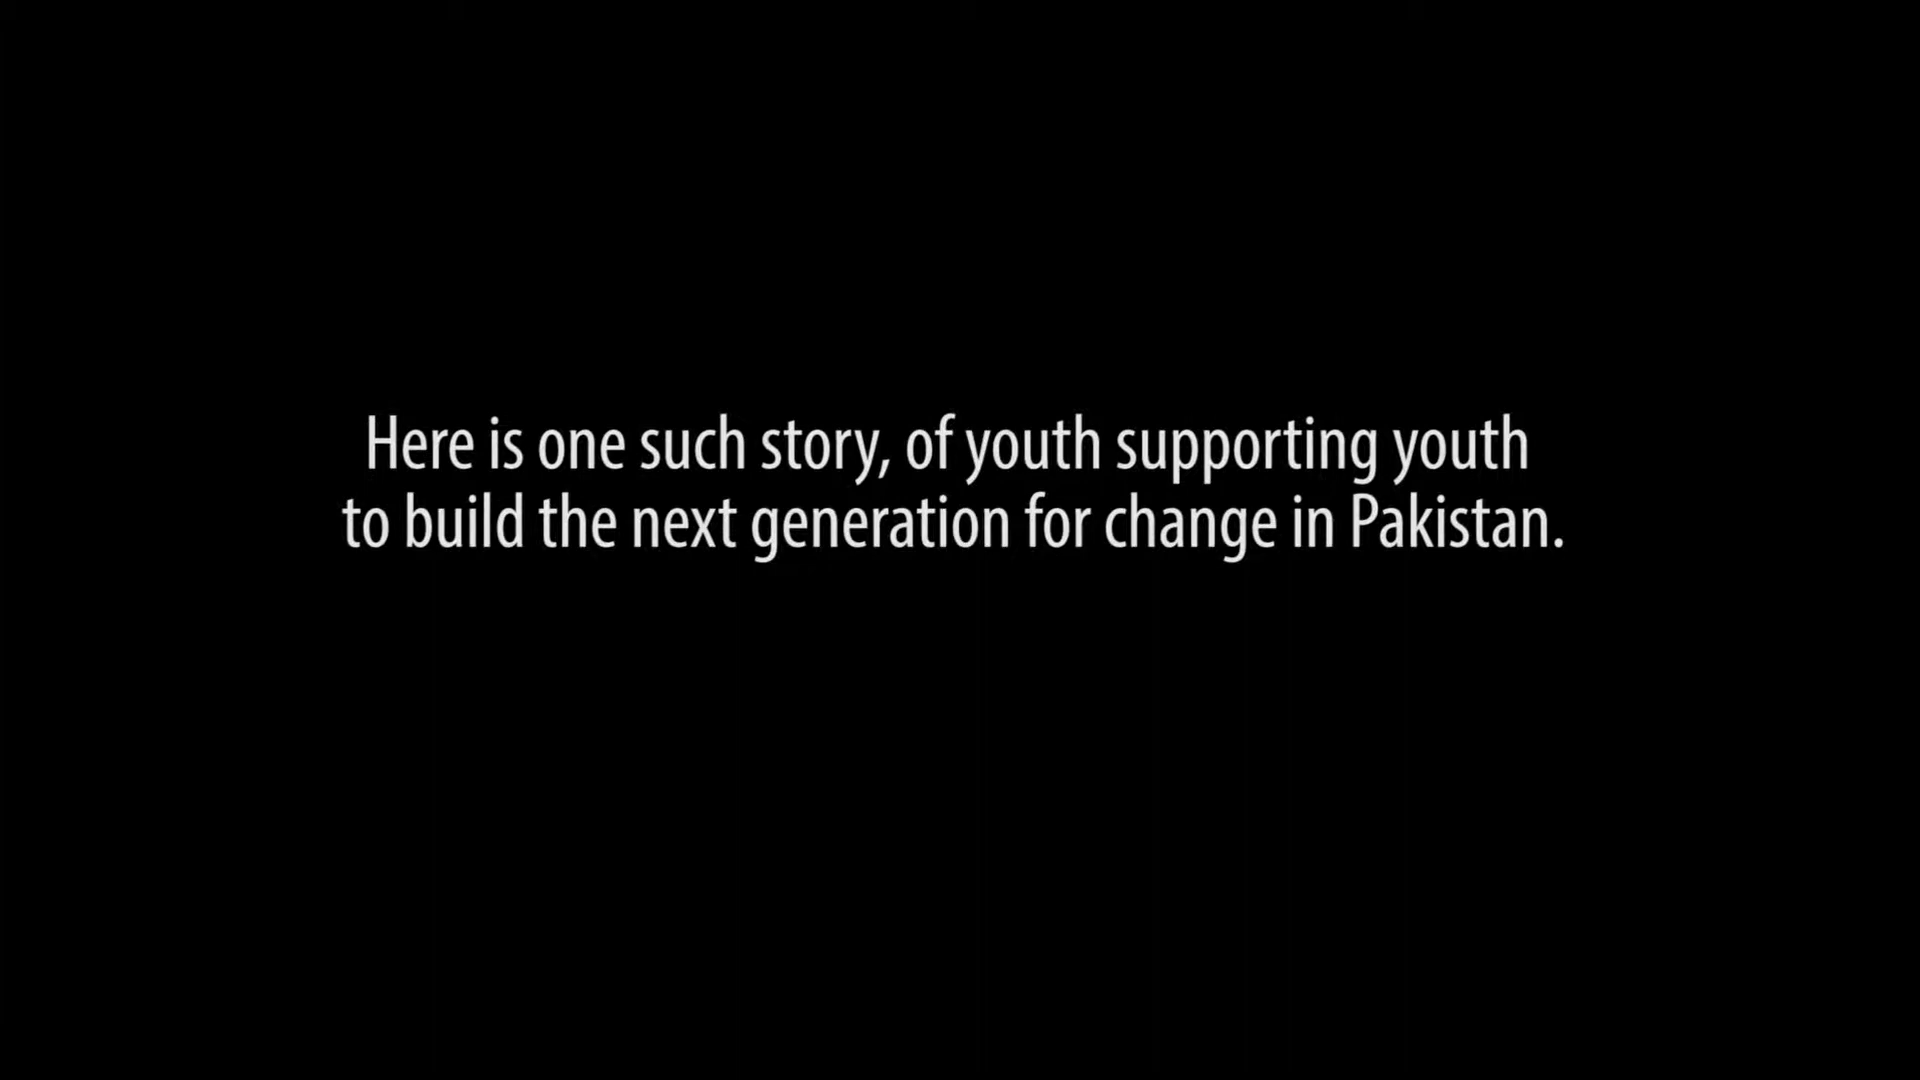 Here is one such story, of youth supporting youth
to build the next generation for change in Pakistan.